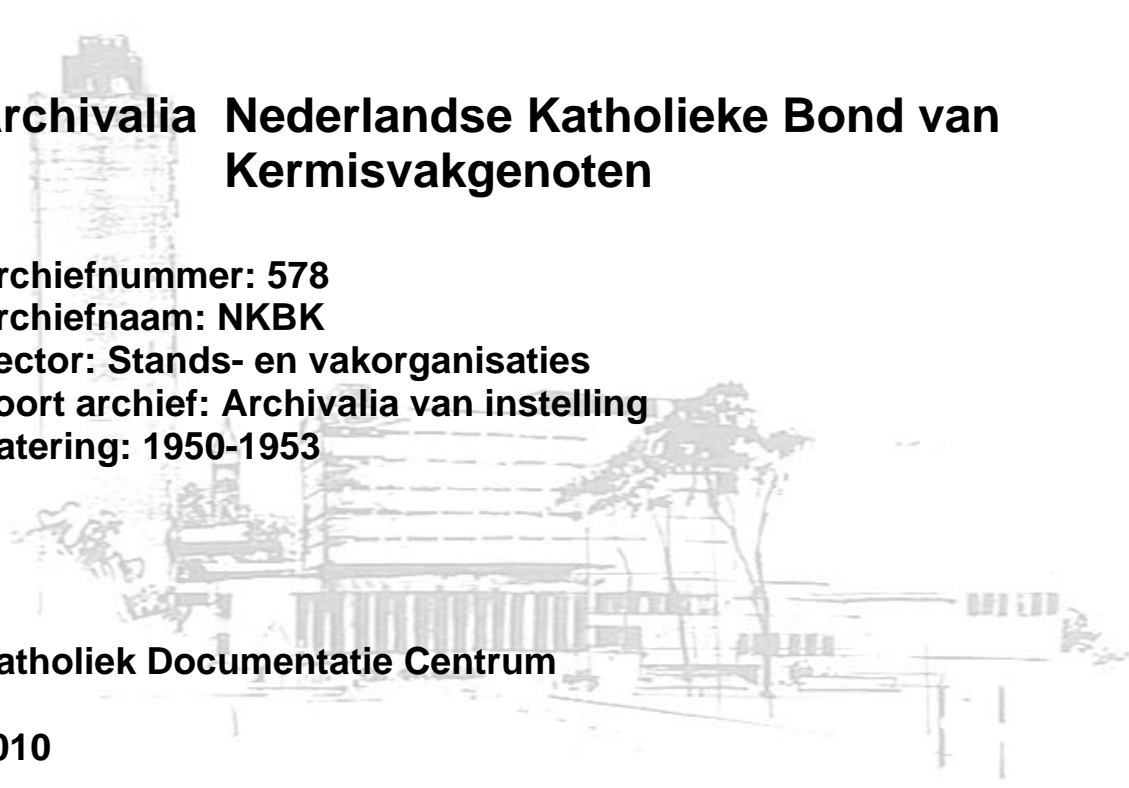 rchivalia Nederlandse Katholieke Bond van
Kermisvakgenoten
rchiefnummer: 578
rchiefnaam: NKBK
ector: Stands- en vakorganisaties
oort archief: Archivalia van instelling
atering: 1950-1953
atholiek Documentatie Centrum
010